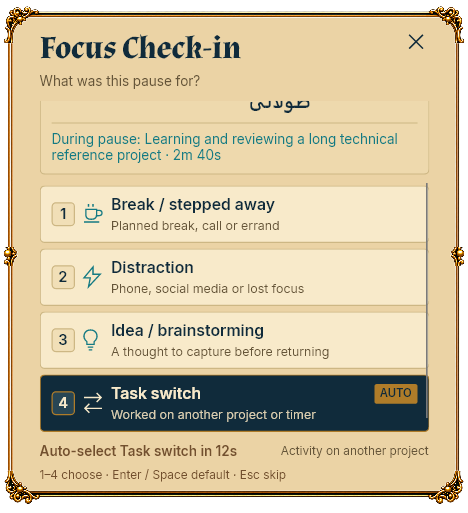 Focus Check-in
What was this pause for?
طولانی
During pause: Learning and reviewing a long technical
reference project · 2m 40s
1 Break / stepped away
Planned break, call or errand
2 Distraction
Phone, social media or lost focus
3 Idea / brainstorming
A thought to capture before returning
4 Task switch AUTO
Worked on another project or timer
Auto-select Task switch in 12s Activity on another project
1–4 choose · Enter / Space default · Esc skip